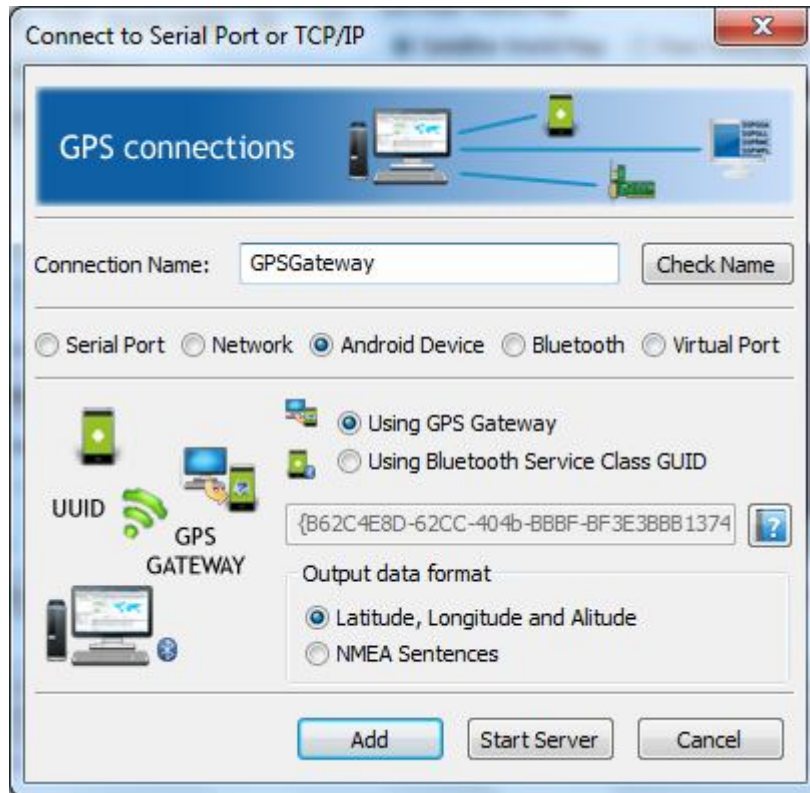 Connect to Serial Port or TCP/IP
GPS connections
Connection Name: GPSGateway Check Name
Serial Port Network Android Device Bluetooth Virtual Port
Using GPS Gateway
Using Bluetooth Service Class GUID
UUID
GPS
GATEWAY
{B62C4E8D-62CC-404b-BBBF-BF3E3BBB1374
Output data format
Latitude, Longitude and Alitude
NMEA Sentences
Add Start Server Cancel